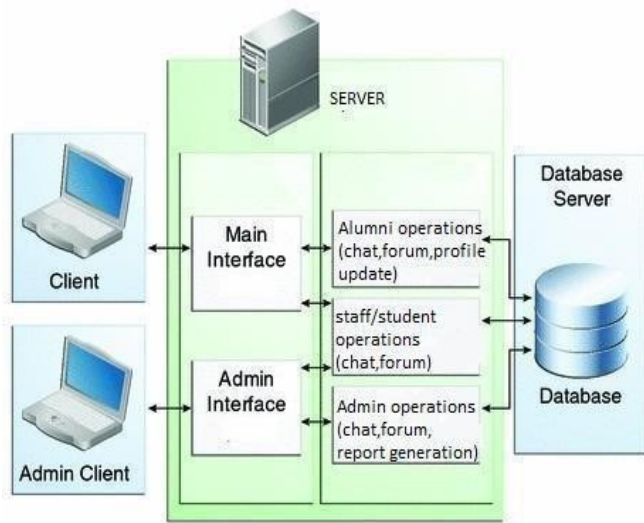 SERVER
Client
Admin Client
Main
Interface
Admin
Interface
Alumni operations
(chat,forum,profile
update)
staff/student
operations
(chat,forum)
Admin operations
(chat,forum,
report generation)
Database
Server
Database